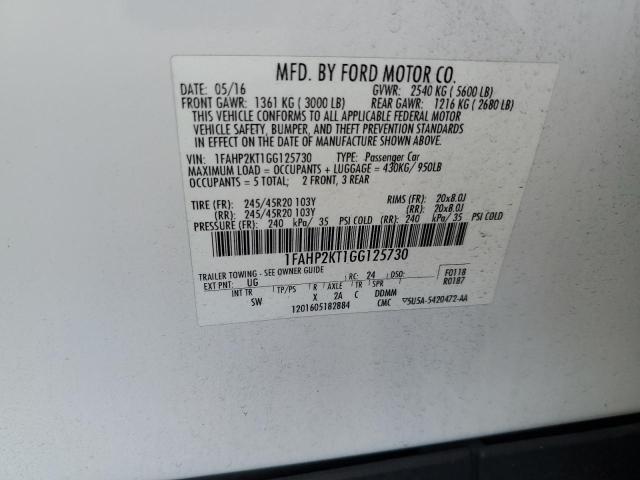 MFD. BY FORD MOTOR CO.
DATE: 05/16 GVWR: 2540 KG ( 5600 LB)
FRONT GAWR: 1361 KG ( 3000 LB) REAR GAWR: 1216 KG ( 2680 LB)
THIS VEHICLE CONFORMS TO ALL APPLICABLE FEDERAL MOTOR
VEHICLE SAFETY, BUMPER, AND THEFT PREVENTION STANDARDS
IN EFFECT ON THE DATE OF MANUFACTURE SHOWN ABOVE.
VIN: 1FAHP2KT1GG125730 TYPE: Passenger Car
MAXIMUM LOAD = OCCUPANTS + LUGGAGE = 430KG/ 950LB
OCCUPANTS = 5 TOTAL; 2 FRONT, 3 REAR
TIRE (FR): 245/45R20 103Y RIMS (FR): 20x8.0J
(RR): 245/45R20 103Y (RR): 20x8.0J
PRESSURE (FR): 240 kPa/ 35 PSI COLD (RR): 240 kPa/ 35 PSI COLD
1FAHP2KT1GG125730
TRAILER TOWING - SEE OWNER GUIDE
EXT PNT: UG RC: 24 DSO: F0118
R0187
INT TR TP/PS R AXLE TR SPR
SW X 2A C DDMM
1201605182884 CMC 5U5A-5420472-AA